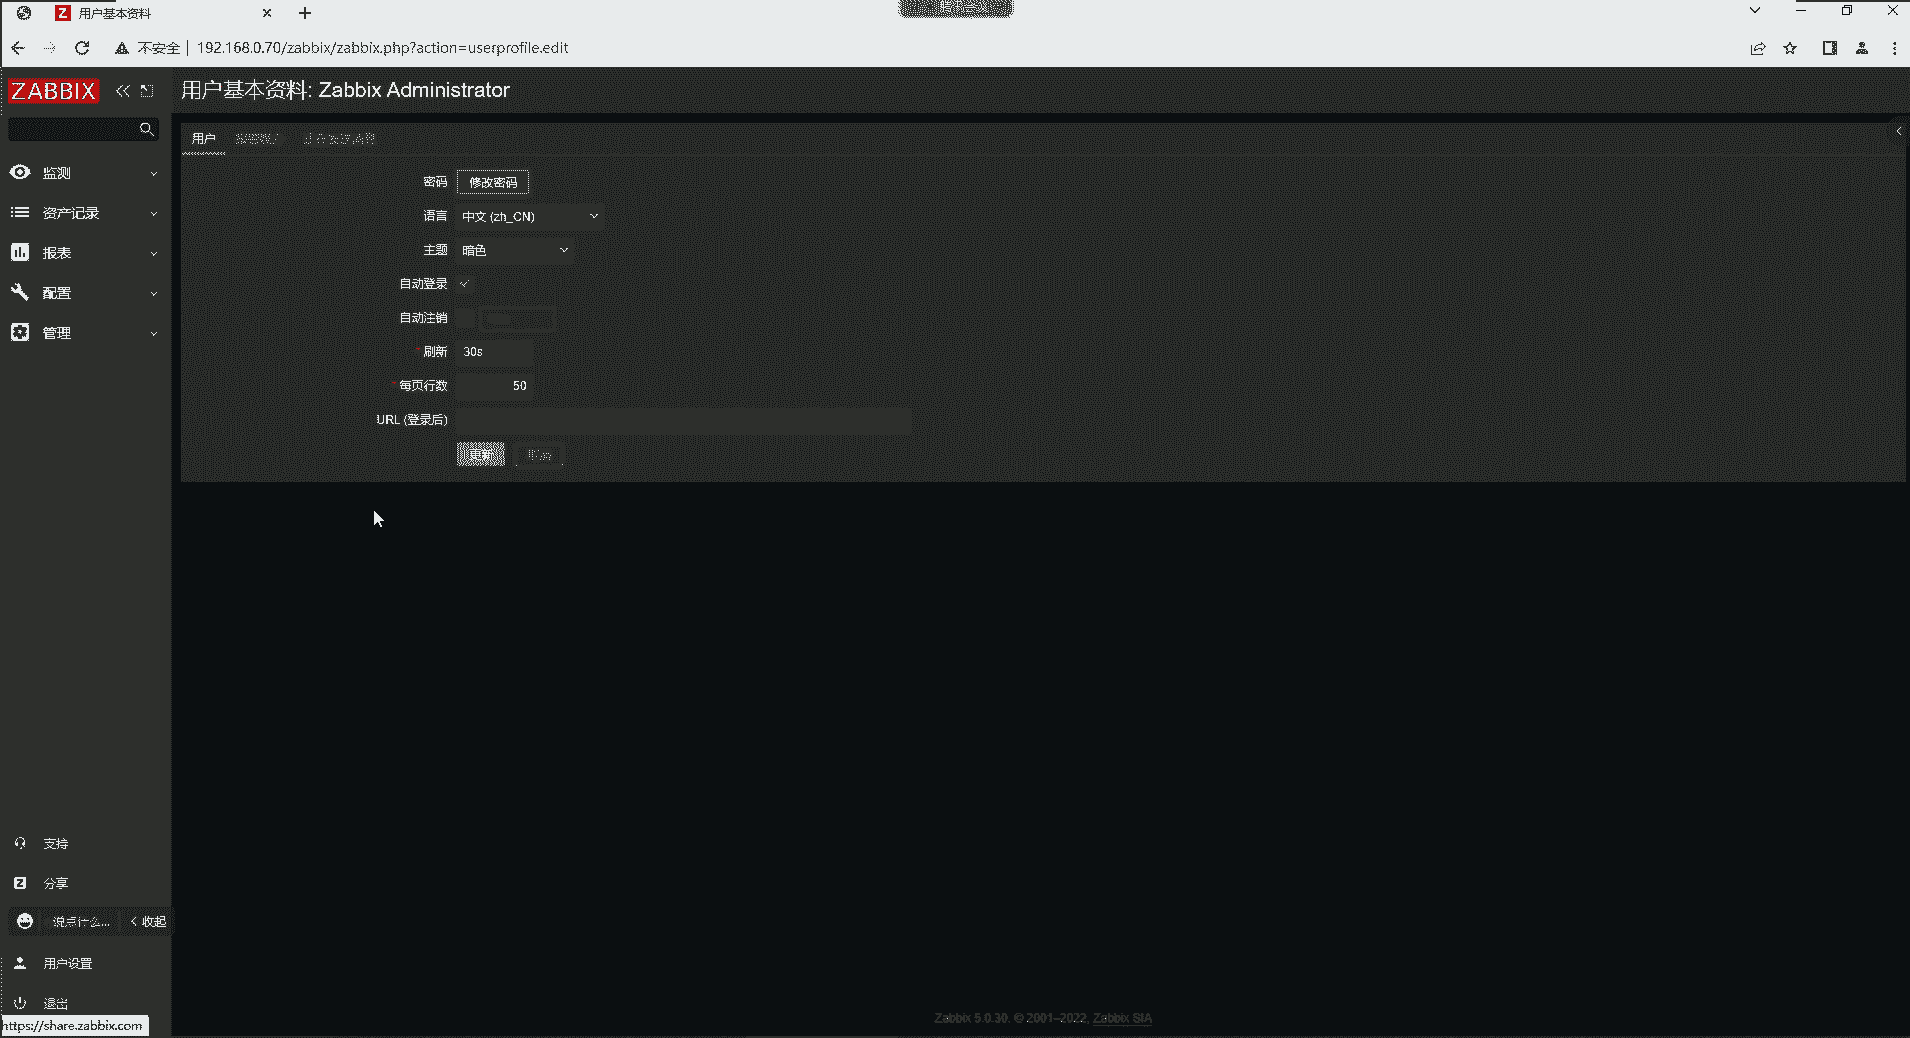 Z 用户基本资料
不安全 192.168.0.70/zabbix/zabbix.php?action=userprofile.edit
ZABBIX
用户基本资料: Zabbix Administrator
用户
密码 修改密码
语言 中文 (zh_CN)
主题 暗色
自动登录
自动注销
* 刷新 30s
* 每页行数 50
URL (登录后)
更新
监测
资产记录
报表
配置
管理
支持
Z 分享
说点什么... 收起
用户设置
退出
https://share.zabbix.com
Zabbix 5.0.30. © 2001–2022, Zabbix SIA